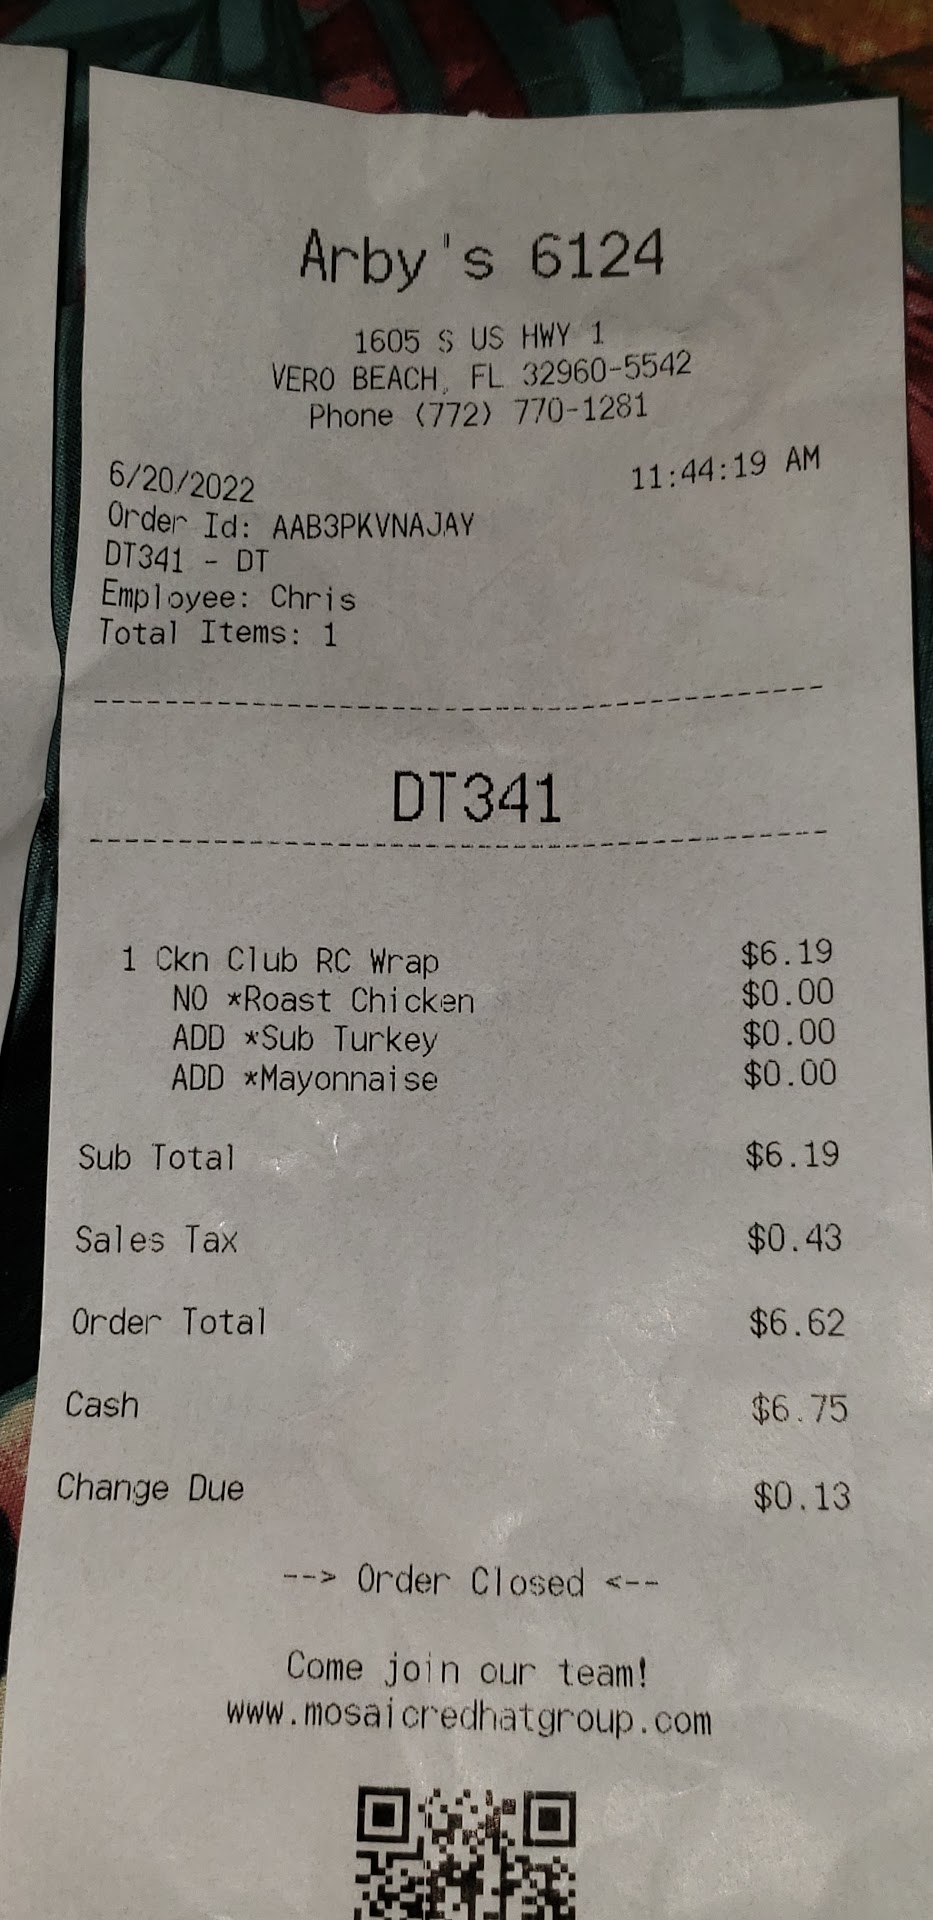 Arby's 6124
1605 S US HWY 1
VERO BEACH, FL 32960-5542
Phone (772) 770-1281
6/20/2022 11:44:19 AM
Order Id: AAB3PKVNAJAY
DT341 - DT
Employee: Chris
Total Items: 1
DT341
1 Ckn Club RC Wrap $6.19
NO *Roast Chicken $0.00
ADD *Sub Turkey $0.00
ADD *Mayonnaise $0.00
Sub Total $6.19
Sales Tax $0.43
Order Total $6.62
Cash $6.75
Change Due $0.13
--> Order Closed <--
Come join our team!
www.mosaicredhatgroup.com